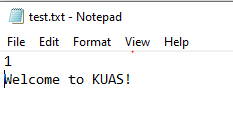 test.txt - Notepad
File Edit Format View Help
1
Welcome to KUAS!